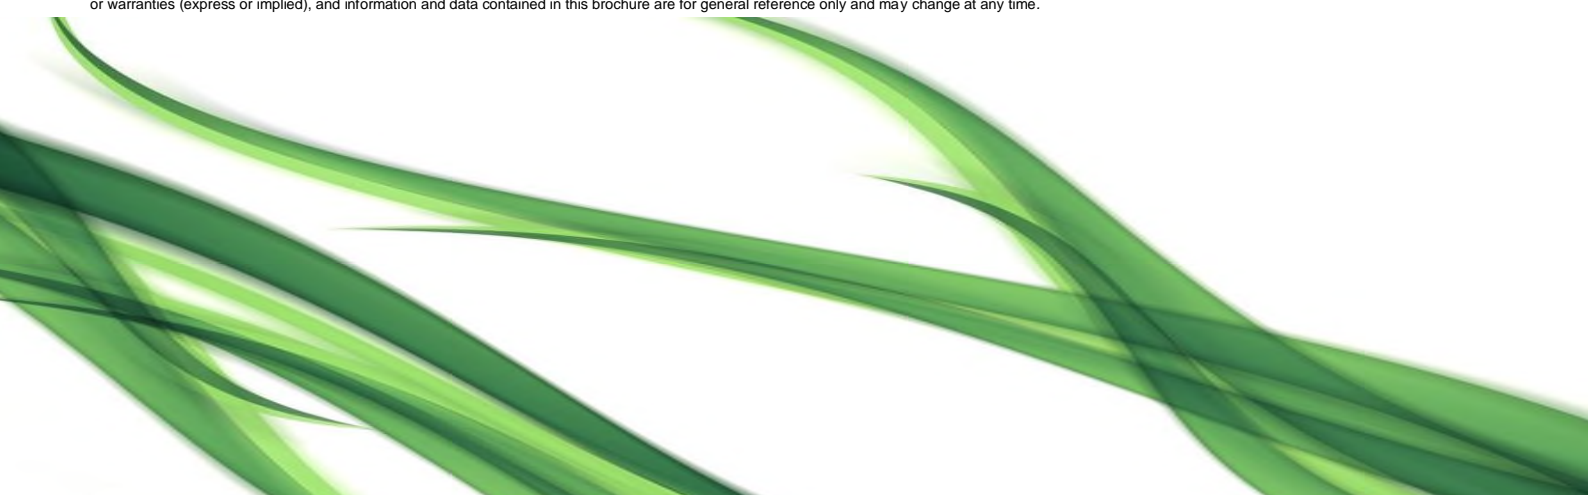 or warranties (express or implied), and information and data contained in this brochure are for general reference only and may change at any time.